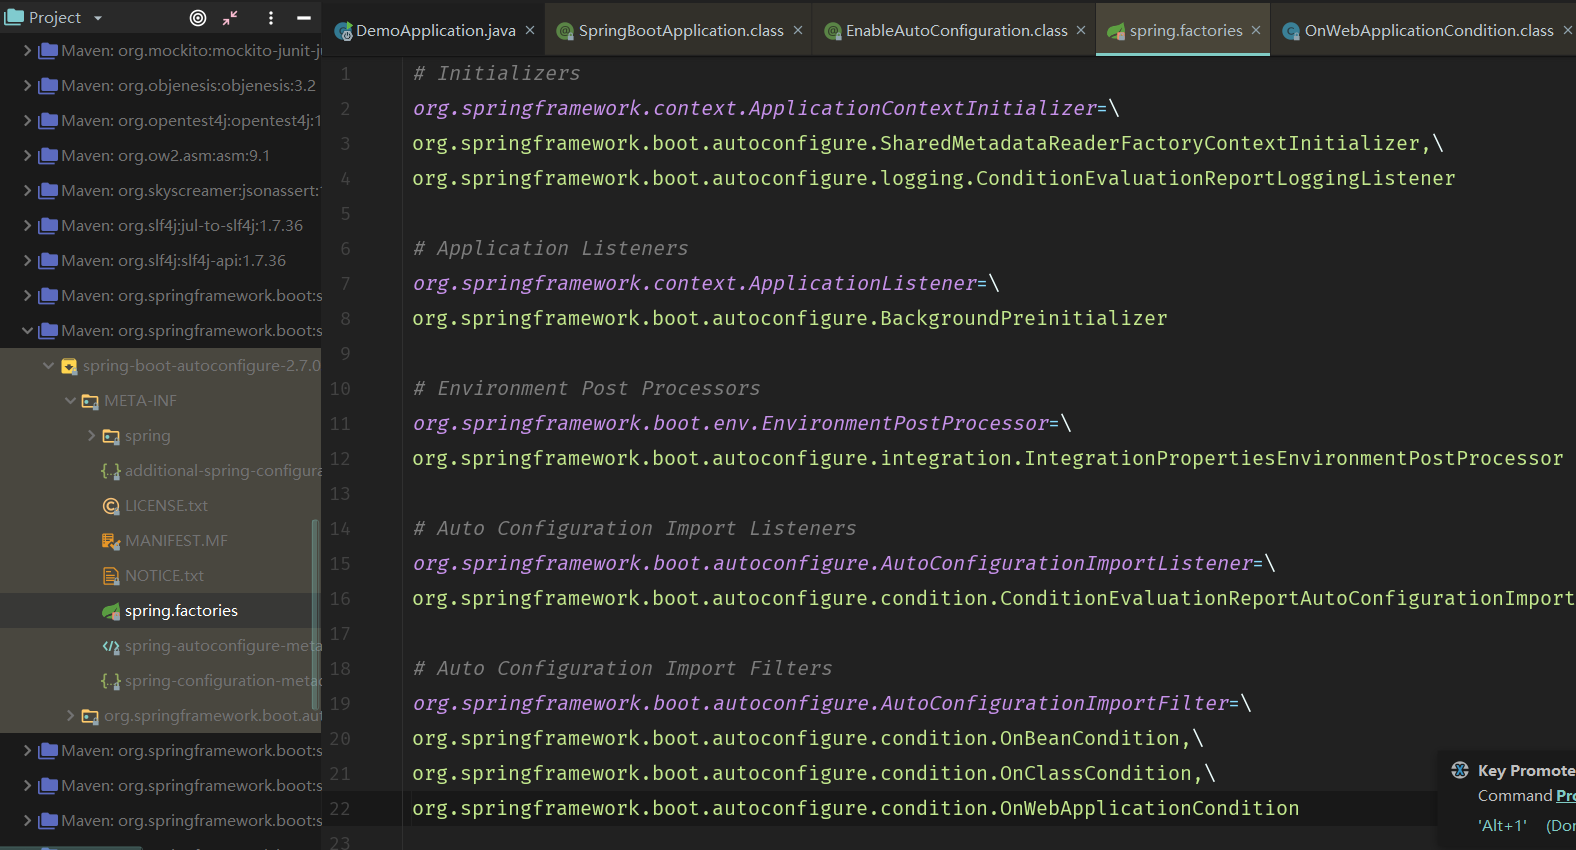 Project
Maven: org.mockito:mockito-junit-j
Maven: org.objenesis:objenesis:3.2
Maven: org.opentest4j:opentest4j:1
Maven: org.ow2.asm:asm:9.1
Maven: org.skyscreamer:jsonassert:
Maven: org.slf4j:jul-to-slf4j:1.7.36
Maven: org.slf4j:slf4j-api:1.7.36
Maven: org.springframework.boot:s
Maven: org.springframework.boot:s
spring-boot-autoconfigure-2.7.0
META-INF
spring
additional-spring-configura
LICENSE.txt
MANIFEST.MF
NOTICE.txt
spring.factories
spring-autoconfigure-meta
spring-configuration-metad
org.springframework.boot.aut
Maven: org.springframework.boot:s
Maven: org.springframework.boot:s
Maven: org.springframework.boot:s
DemoApplication.java
SpringBootApplication.class
EnableAutoConfiguration.class
spring.factories
OnWebApplicationCondition.class
1 # Initializers
2 org.springframework.context.ApplicationContextInitializer=\
3 org.springframework.boot.autoconfigure.SharedMetadataReaderFactoryContextInitializer,\
4 org.springframework.boot.autoconfigure.logging.ConditionEvaluationReportLoggingListener
5
6 # Application Listeners
7 org.springframework.context.ApplicationListener=\
8 org.springframework.boot.autoconfigure.BackgroundPreinitializer
9
10 # Environment Post Processors
11 org.springframework.boot.env.EnvironmentPostProcessor=\
12 org.springframework.boot.autoconfigure.integration.IntegrationPropertiesEnvironmentPostProcessor
13
14 # Auto Configuration Import Listeners
15 org.springframework.boot.autoconfigure.AutoConfigurationImportListener=\
16 org.springframework.boot.autoconfigure.condition.ConditionEvaluationReportAutoConfigurationImport
17
18 # Auto Configuration Import Filters
19 org.springframework.boot.autoconfigure.AutoConfigurationImportFilter=\
20 org.springframework.boot.autoconfigure.condition.OnBeanCondition,\
21 org.springframework.boot.autoconfigure.condition.OnClassCondition,\
22 org.springframework.boot.autoconfigure.condition.OnWebApplicationCondition
23
Key Promote
Command Pro
'Alt+1' (Don